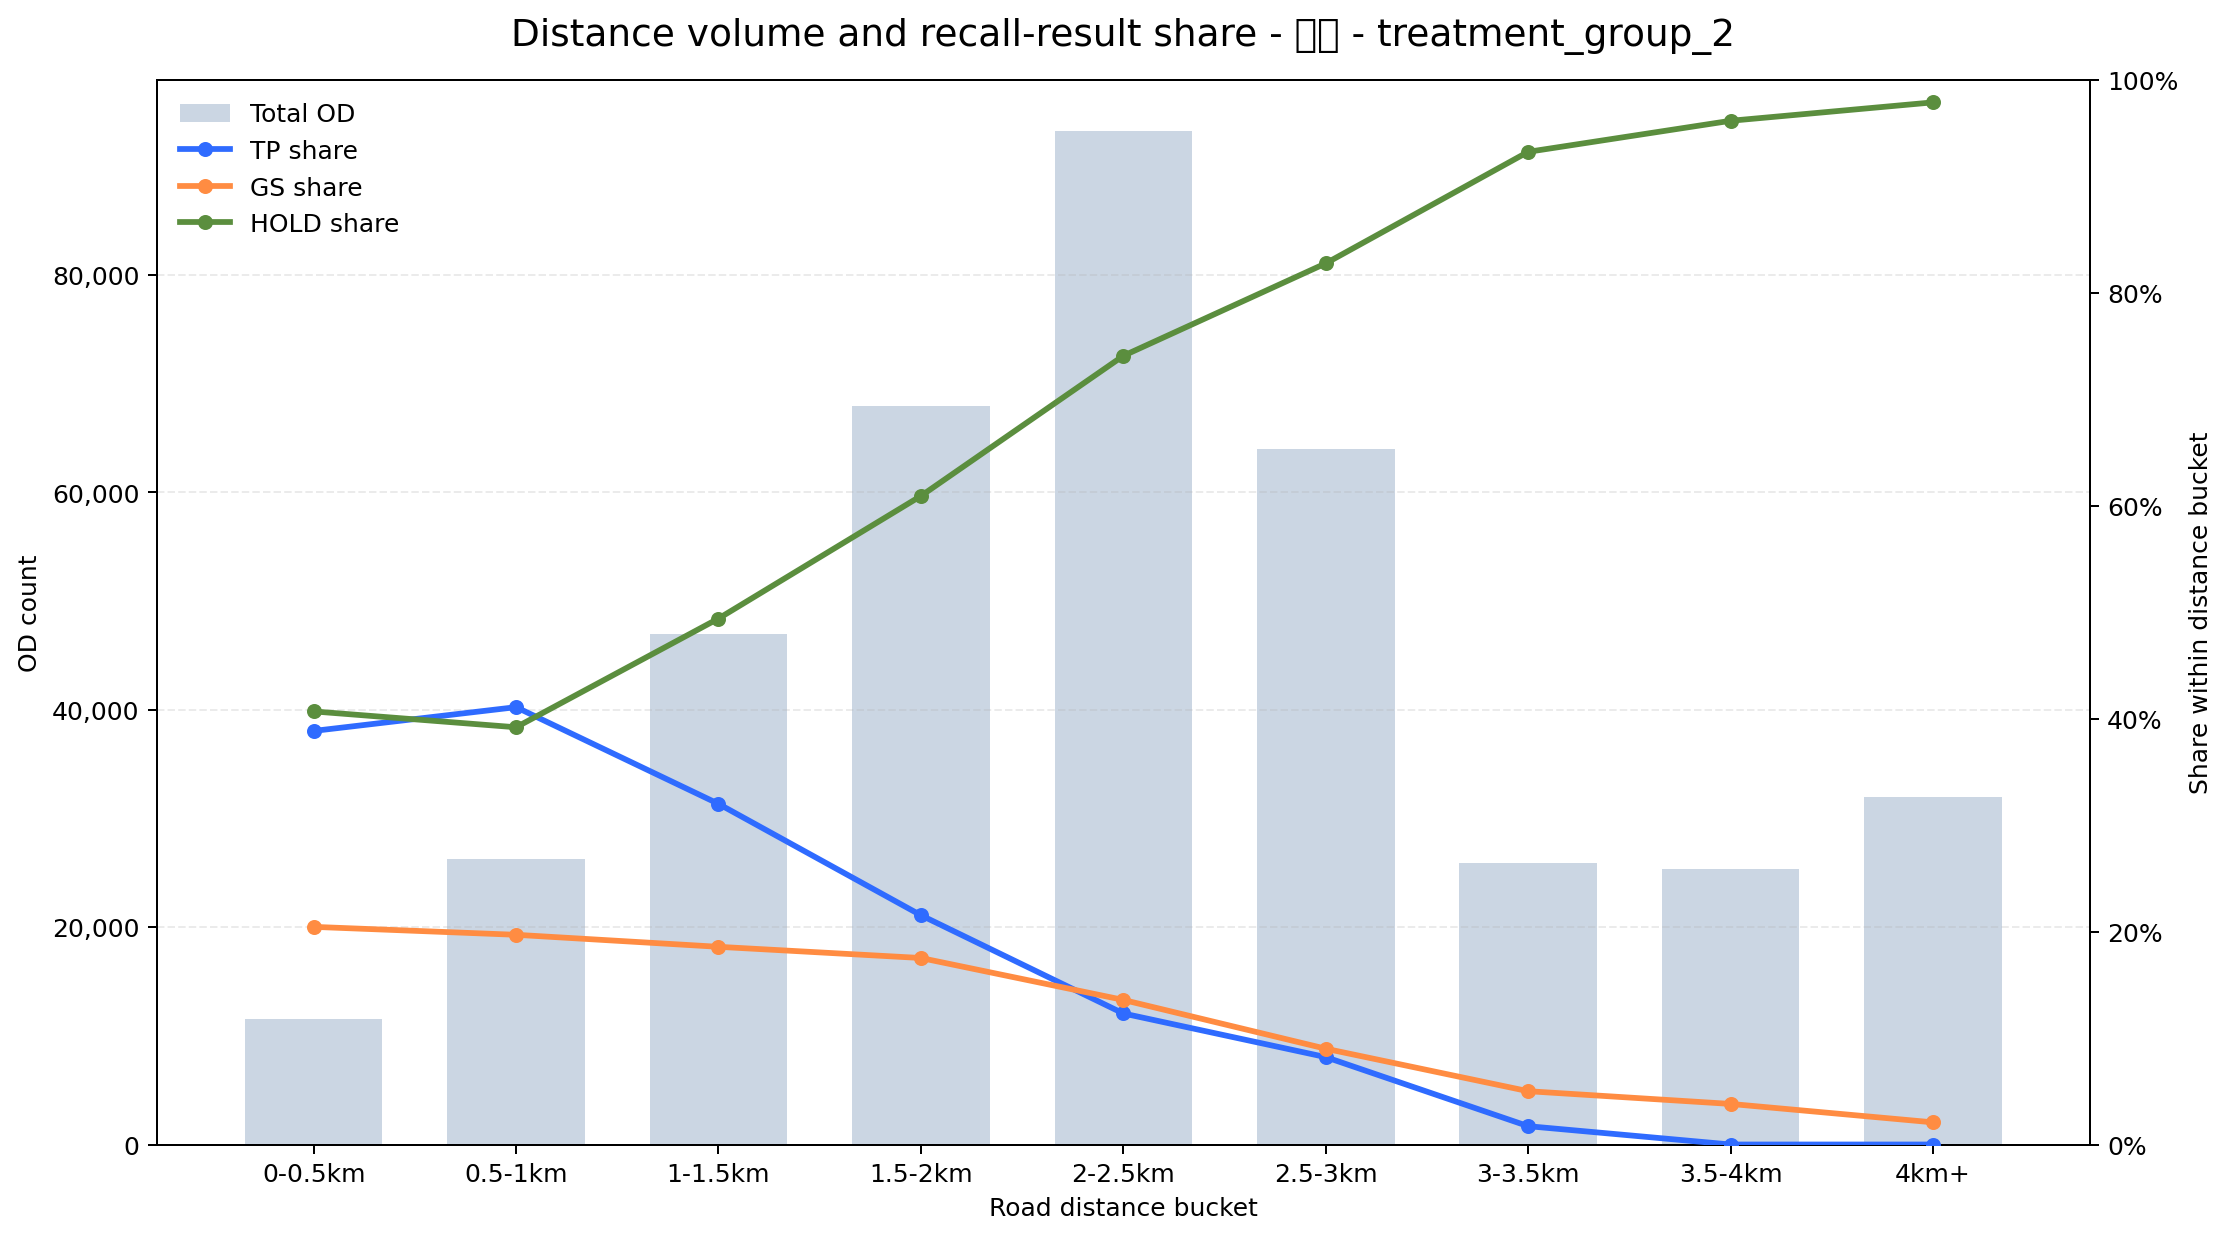 Distance volume and recall-result share - - treatment_group_2
Total OD
TP share
GS share
HOLD share
100%
80%
60%
40%
20%
0%
80,000
60,000
40,000
20,000
0
OD count
Share within distance bucket
0-0.5km
0.5-1km
1-1.5km
1.5-2km
2-2.5km
2.5-3km
3-3.5km
3.5-4km
4km+
Road distance bucket